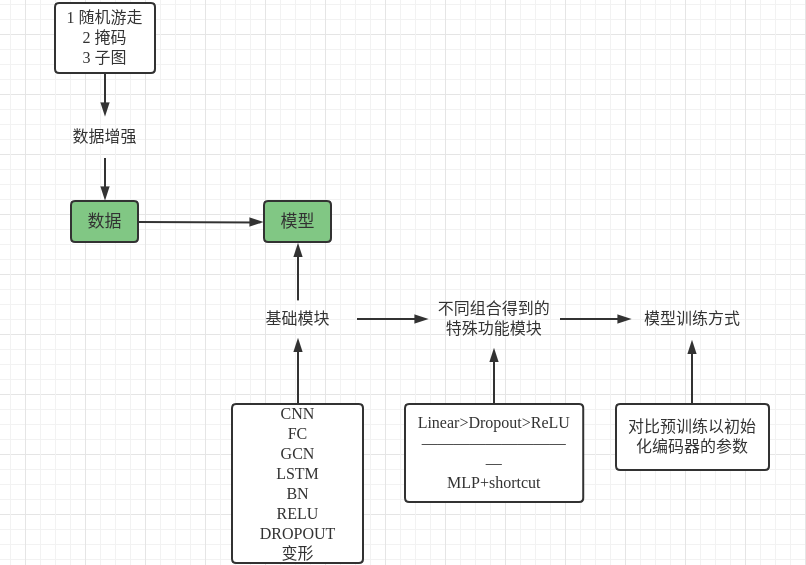 1 随机游走
2 掩码
3 子图
数据增强
数据
模型
基础模块
不同组合得到的
特殊功能模块
模型训练方式
CNN
FC
GCN
LSTM
BN
RELU
DROPOUT
变形
Linear>Dropout>ReLU
—————————
—
MLP+shortcut
对比预训练以初始
化编码器的参数